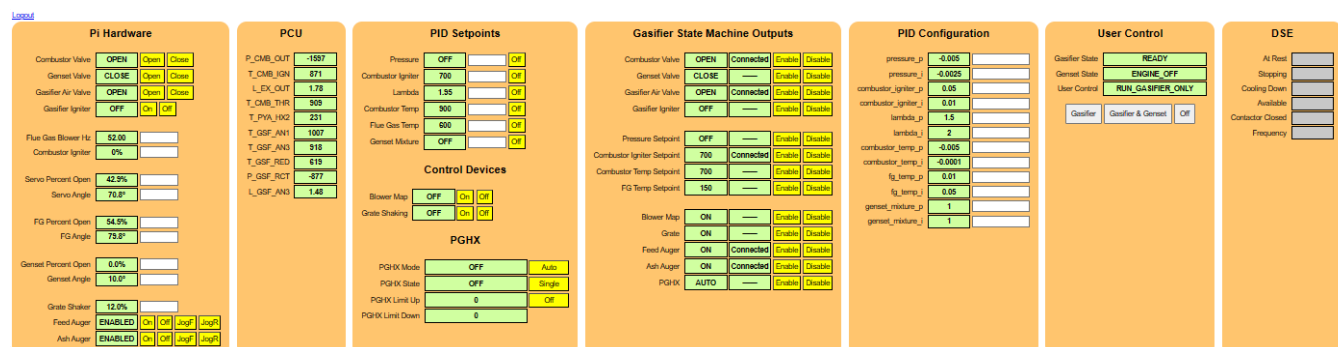 Logout
Pi Hardware
Combustor Valve OPEN Open Close
Genset Valve CLOSE Open Close
Gasifier Air Valve OPEN Open Close
Gasifier Igniter OFF On Off
Flue Gas Blower Hz 52.00
Combustor Igniter 0%
Servo Percent Open 42.9%
Servo Angle 70.8º
FG Percent Open 54.5%
FG Angle 79.8º
Genset Percent Open 0.0%
Genset Angle 10.0º
Grate Shaker 12.0%
Feed Auger ENABLED On Off JogF JogR
Ash Auger ENABLED On Off JogF JogR
PCU
P_CMB_OUT -1597
T_CMB_IGN 871
L_EX_OUT 1.78
T_CMB_THR 909
T_PYA_HX2 231
T_GSF_AN1 1007
T_GSF_AN3 918
T_GSF_RED 619
P_GSF_RCT -877
L_GSF_AN3 1.48
PID Setpoints
Pressure OFF Off
Combustor Igniter 700 Off
Lambda 1.95 Off
Combustor Temp 900 Off
Flue Gas Temp 600 Off
Genset Mixture OFF Off
Control Devices
Blower Map OFF On Off
Grate Shaking OFF On Off
PGHX
PGHX Mode OFF Auto
PGHX State OFF Single
PGHX Limit Up 0 Off
PGHX Limit Down 0
Gasifier State Machine Outputs
Combustor Valve OPEN Connected Enable Disable
Genset Valve CLOSE —— Enable Disable
Gasifier Air Valve OPEN Connected Enable Disable
Gasifier Igniter OFF —— Enable Disable
Pressure Setpoint OFF —— Enable Disable
Combustor Igniter Setpoint 700 Connected Enable Disable
Combustor Temp Setpoint 700 —— Enable Disable
FG Temp Setpoint 150 —— Enable Disable
Blower Map ON —— Enable Disable
Grate ON —— Enable Disable
Feed Auger ON Connected Enable Disable
Ash Auger ON Connected Enable Disable
PGHX AUTO —— Enable Disable
PID Configuration
pressure_p -0.005
pressure_i -0.0025
combustor_igniter_p 0.05
combustor_igniter_i 0.01
lambda_p 1.5
lambda_i 2
combustor_temp_p -0.005
combustor_temp_i -0.0001
fg_temp_p 0.01
fg_temp_i 0.05
genset_mixture_p 1
genset_mixture_i 1
User Control
Gasifier State READY
Genset State ENGINE_OFF
User Control RUN_GASIFIER_ONLY
Gasifier Gasifier & Genset Off
DSE
At Rest
Stopping
Cooling Down
Available
Contactor Closed
Frequency